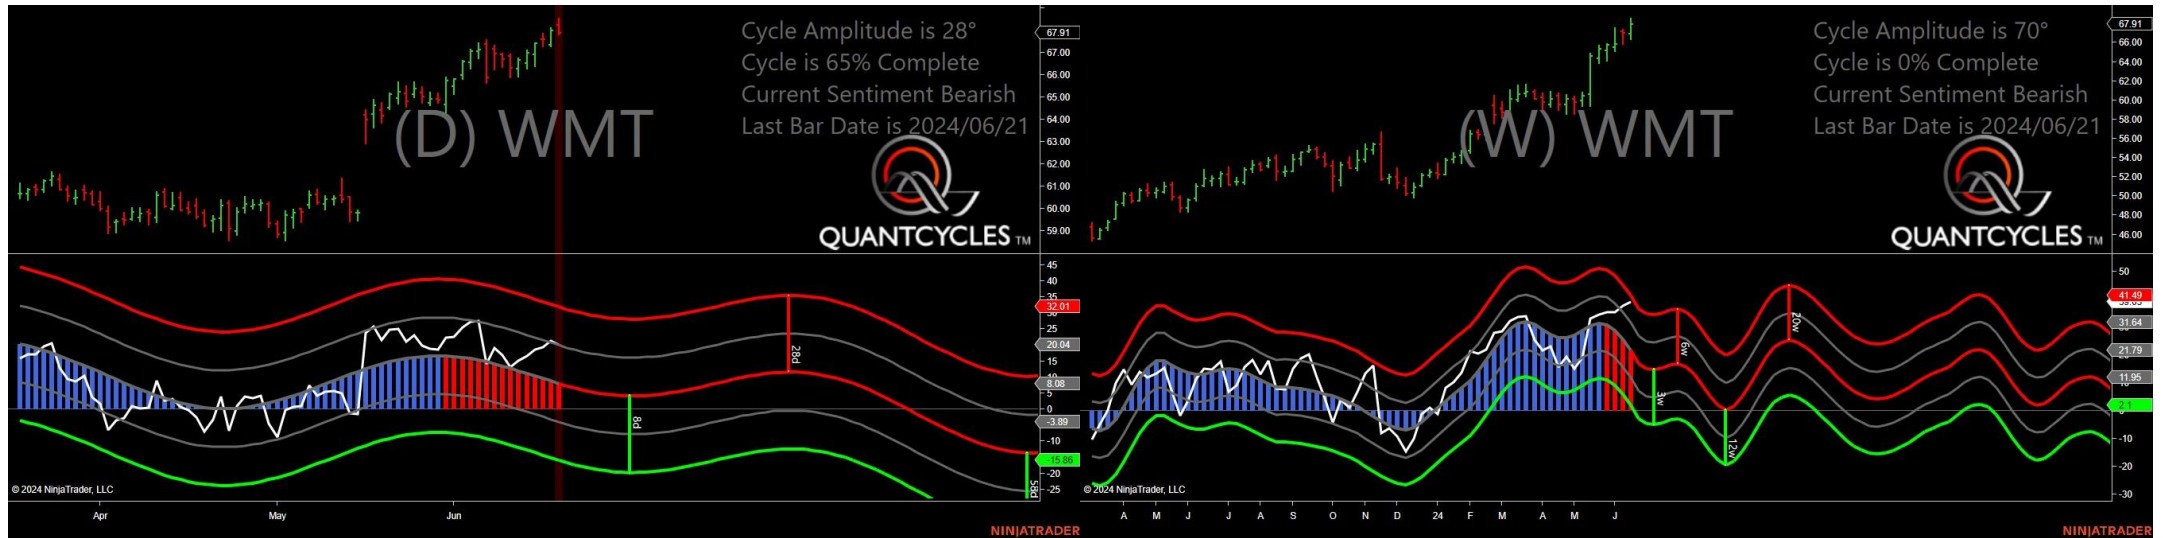 Cycle Amplitude is 28°
Cycle is 65% Complete
Current Sentiment Bearish
Last Bar Date is 2024/06/21
(D) WMT
QUANTCYCLES TM
67.91
67.00
66.00
65.00
64.00
63.00
62.00
61.00
60.00
59.00
45
40
35
32.01
30
25
20.04
15
8.08
5
0
-3.89
-10
-15.86
-20
-25
28d
8d
58d
© 2024 NinjaTrader, LLC
Apr May Jun
NINJATRADER
Cycle Amplitude is 70°
Cycle is 0% Complete
Current Sentiment Bearish
Last Bar Date is 2024/06/21
(W) WMT
QUANTCYCLES TM
67.91
66.00
64.00
62.00
60.00
58.00
56.00
54.00
52.00
50.00
48.00
46.00
50
41.49
31.64
21.79
11.95
2.1
-10
-20
-30
6w
20w
3w
12w
© 2024 NinjaTrader, LLC
A M J J A S O N D 24 F M A M J
NINJATRADER